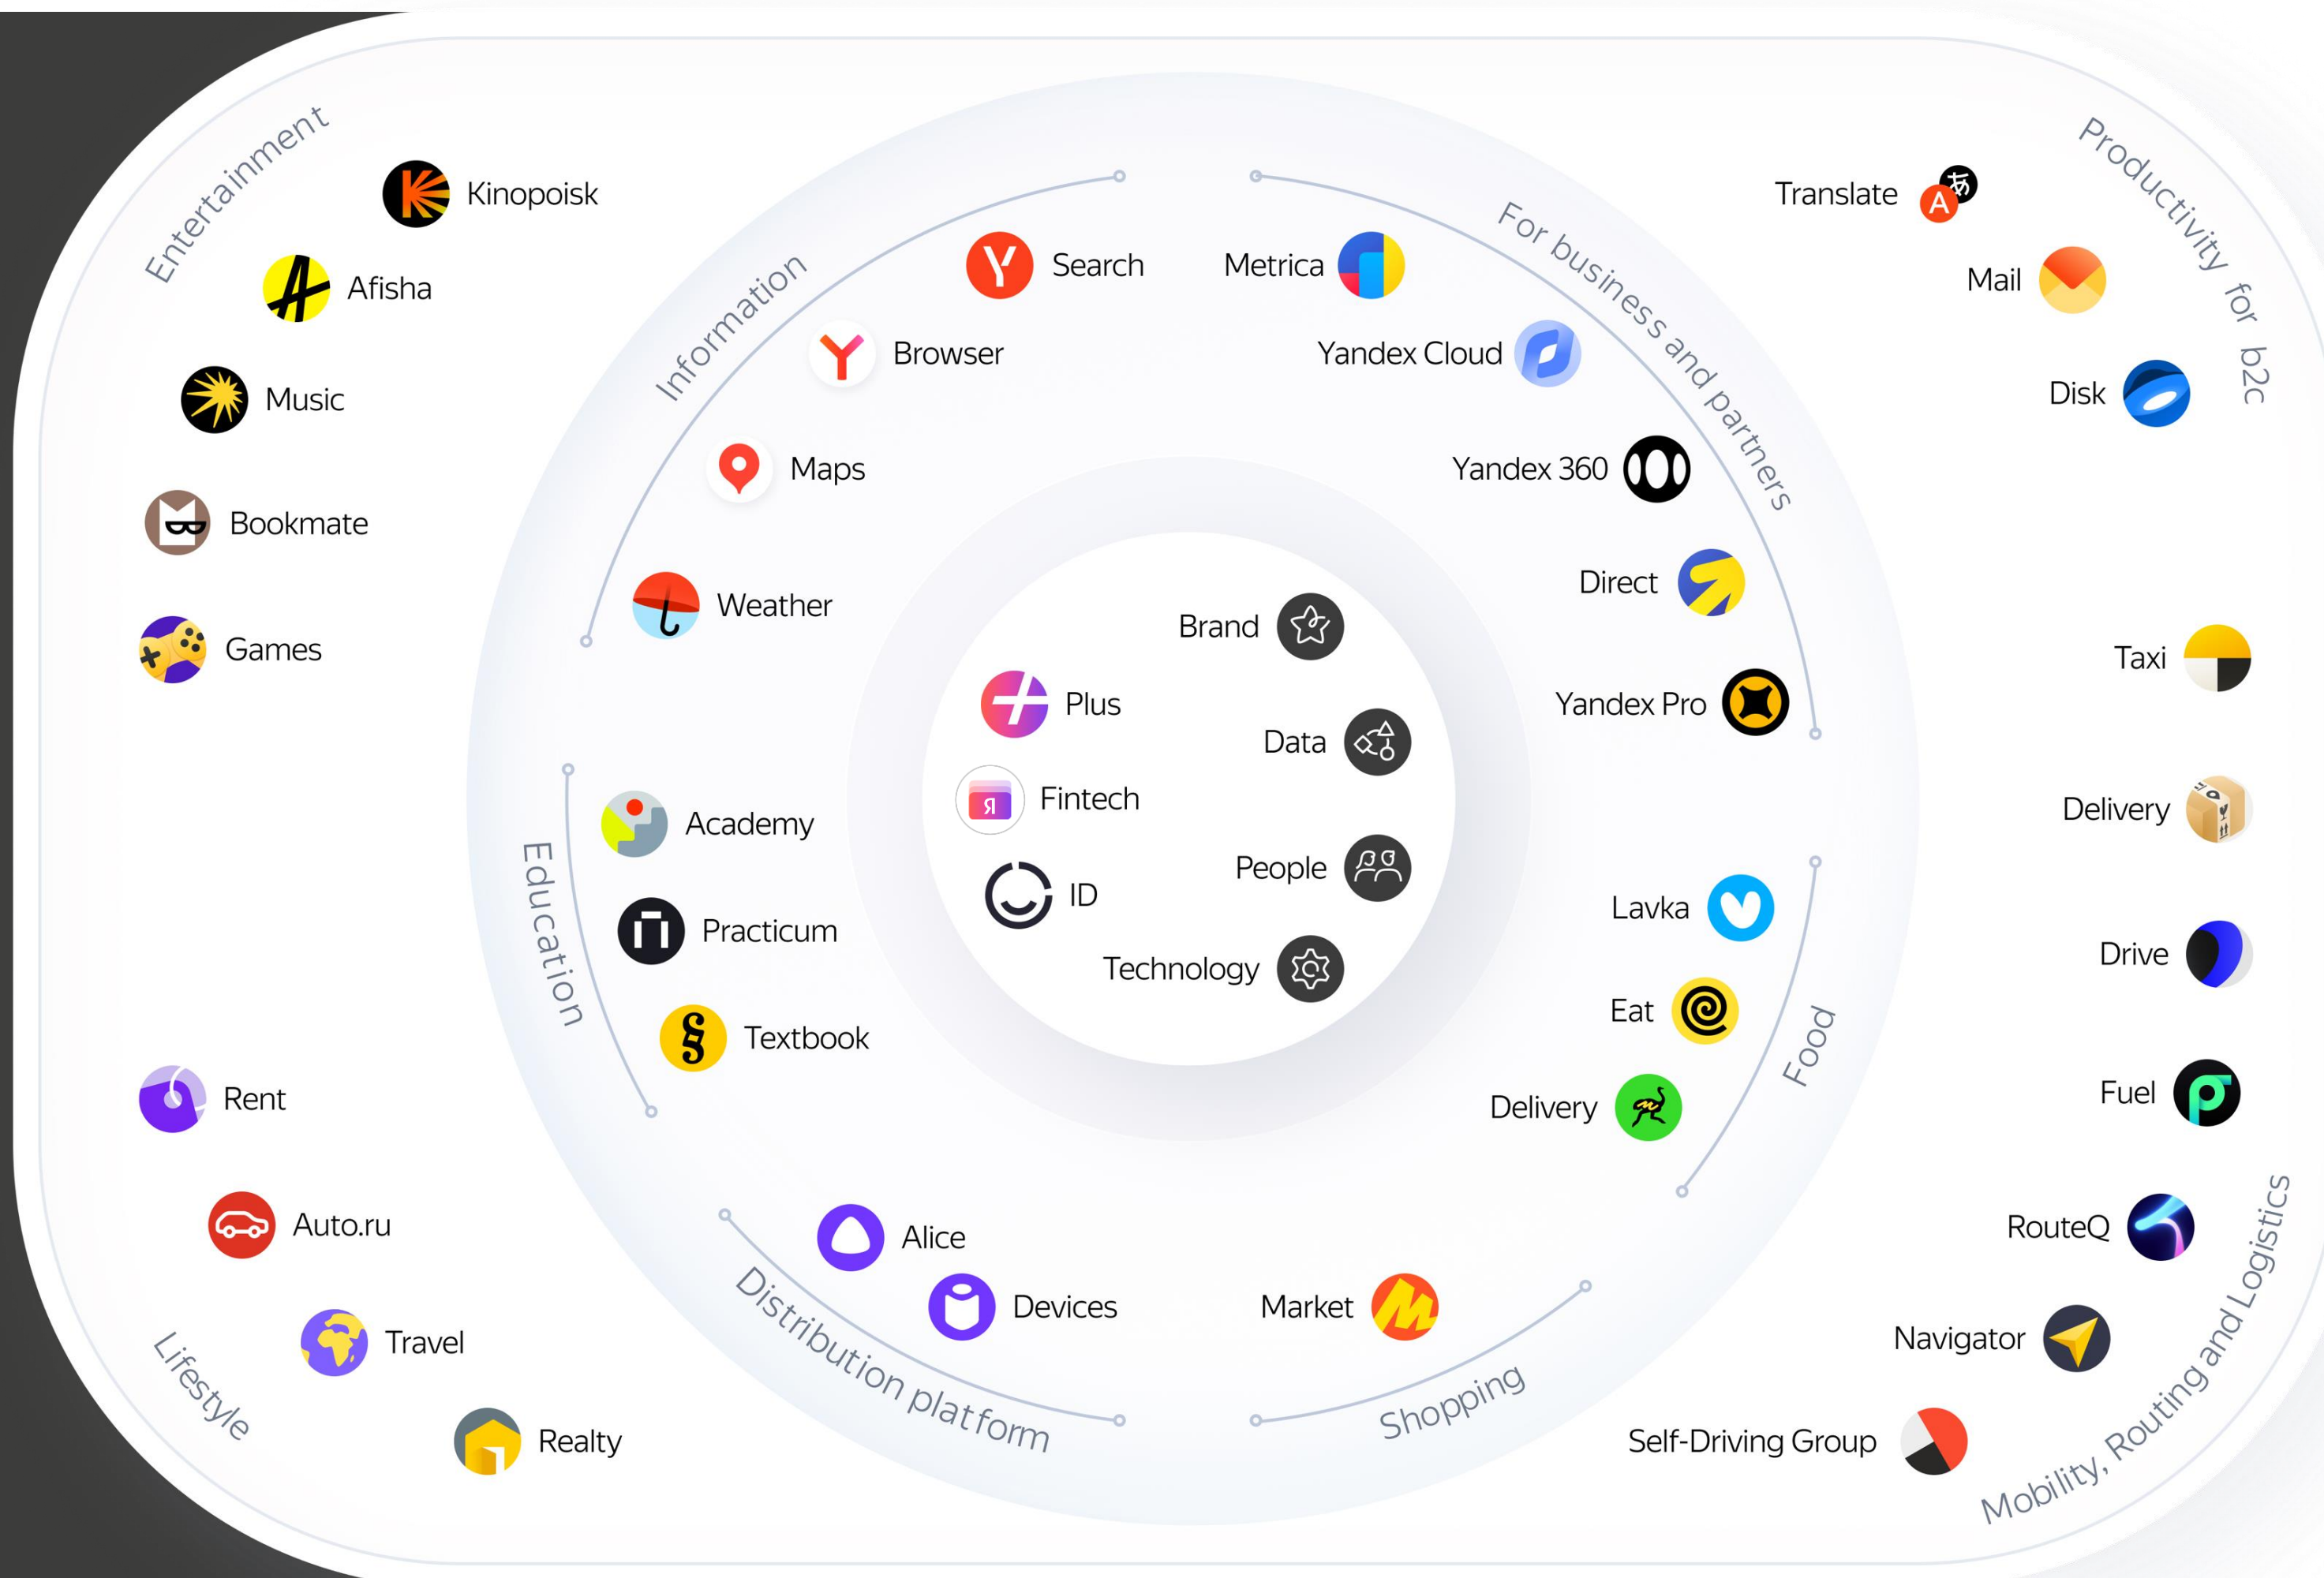 Entertainment
Kinopoisk
Afisha
Music
Bookmate
Games
Information
Search
Browser
Maps
Weather
For business and partners
Metrica
Yandex Cloud
Yandex 360
Direct
Yandex Pro
Productivity for b2c
Translate
あ
A
Mail
Disk
Brand
Plus
Data
Fintech
Я
People
ID
Technology
Education
Academy
Practicum
Textbook
Food
Lavka
Eat
Delivery
Taxi
Delivery
Drive
Fuel
RouteQ
Navigator
Self-Driving Group
Mobility, Routing and Logistics
Rent
Auto.ru
Travel
Realty
Lifestyle
Alice
Devices
Distribution platform
Market
Shopping